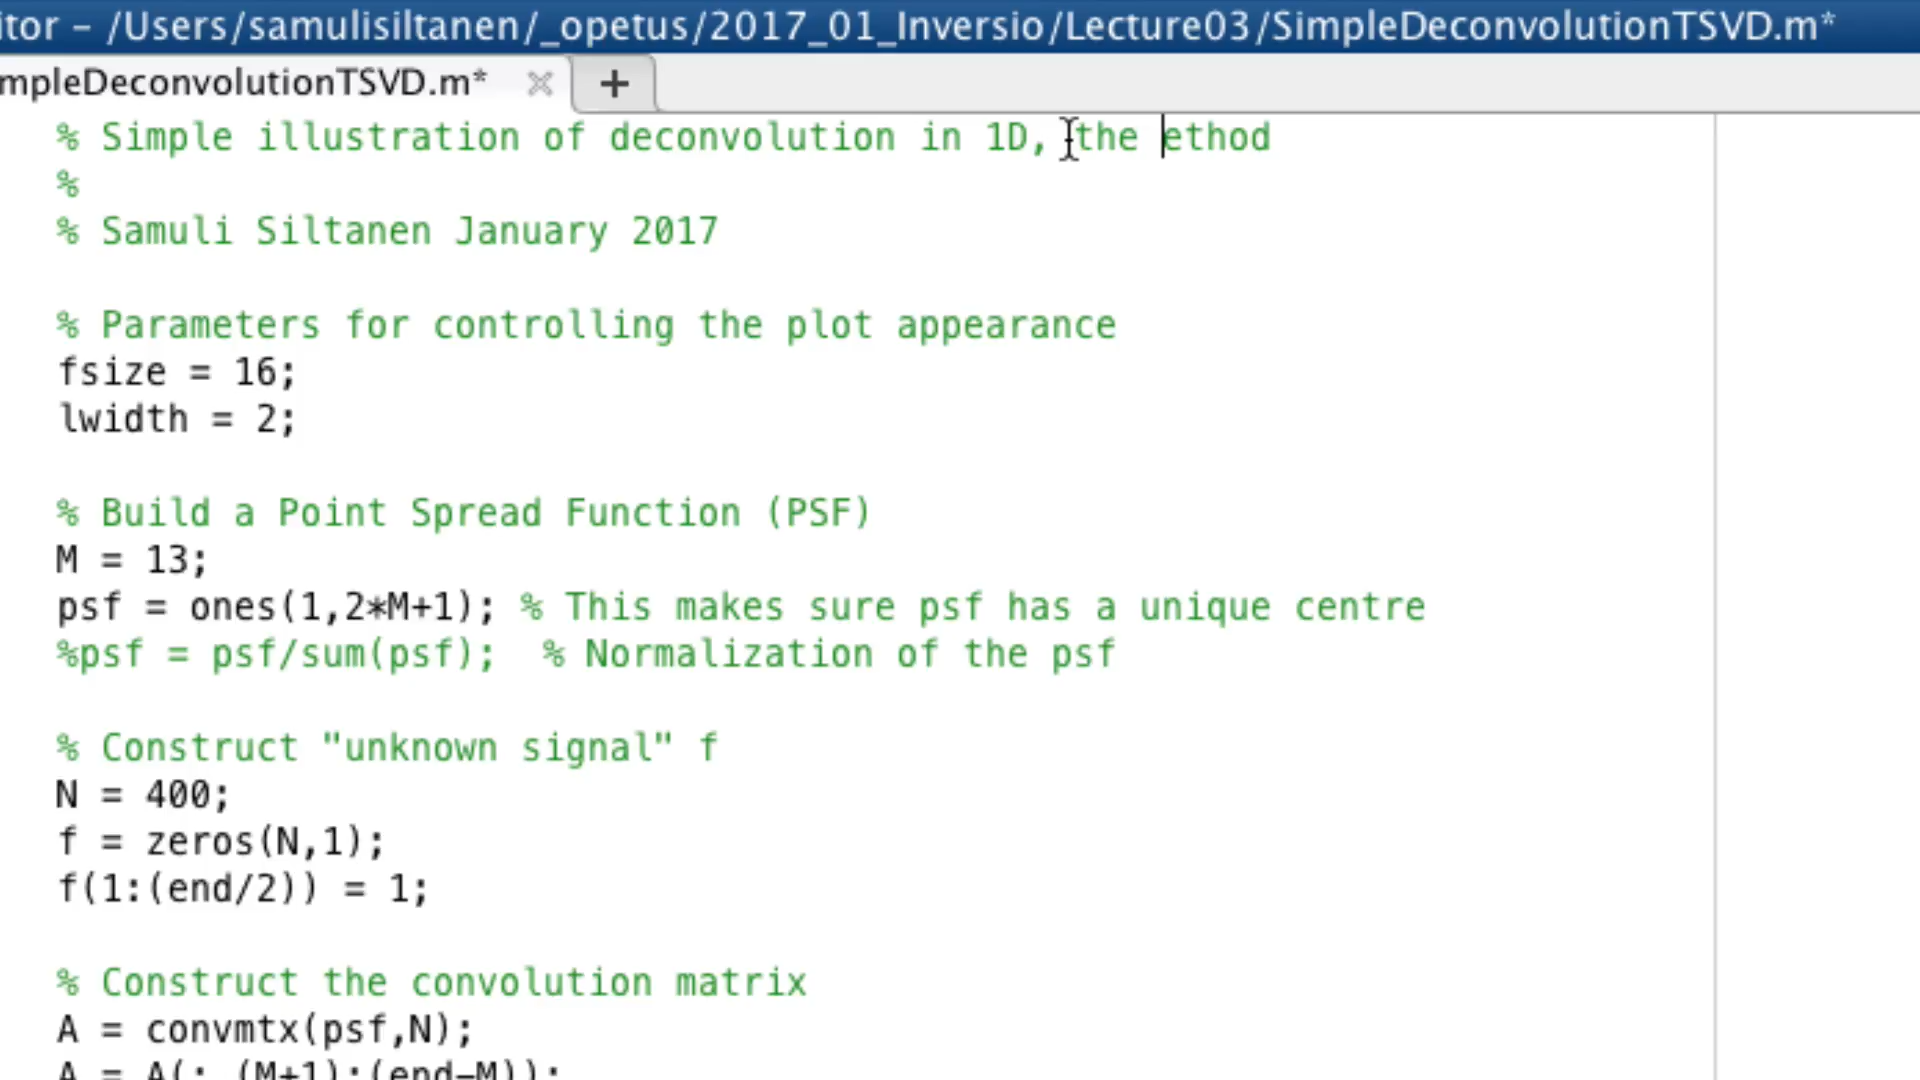 itor - /Users/samulisiltanen/_opetus/2017_01_Inversio/Lecture03/SimpleDeconvolutionTSVD.m*
mpleDeconvolutionTSVD.m* × +
% Simple illustration of deconvolution in 1D, the ethod
%
% Samuli Siltanen January 2017
% Parameters for controlling the plot appearance
fsize = 16;
lwidth = 2;
% Build a Point Spread Function (PSF)
M = 13;
psf = ones(1,2*M+1); % This makes sure psf has a unique centre
%psf = psf/sum(psf);  % Normalization of the psf
% Construct "unknown signal" f
N = 400;
f = zeros(N,1);
f(1:(end/2)) = 1;
% Construct the convolution matrix
A = convmtx(psf,N);
A = A(:,(M+1):(end-M));